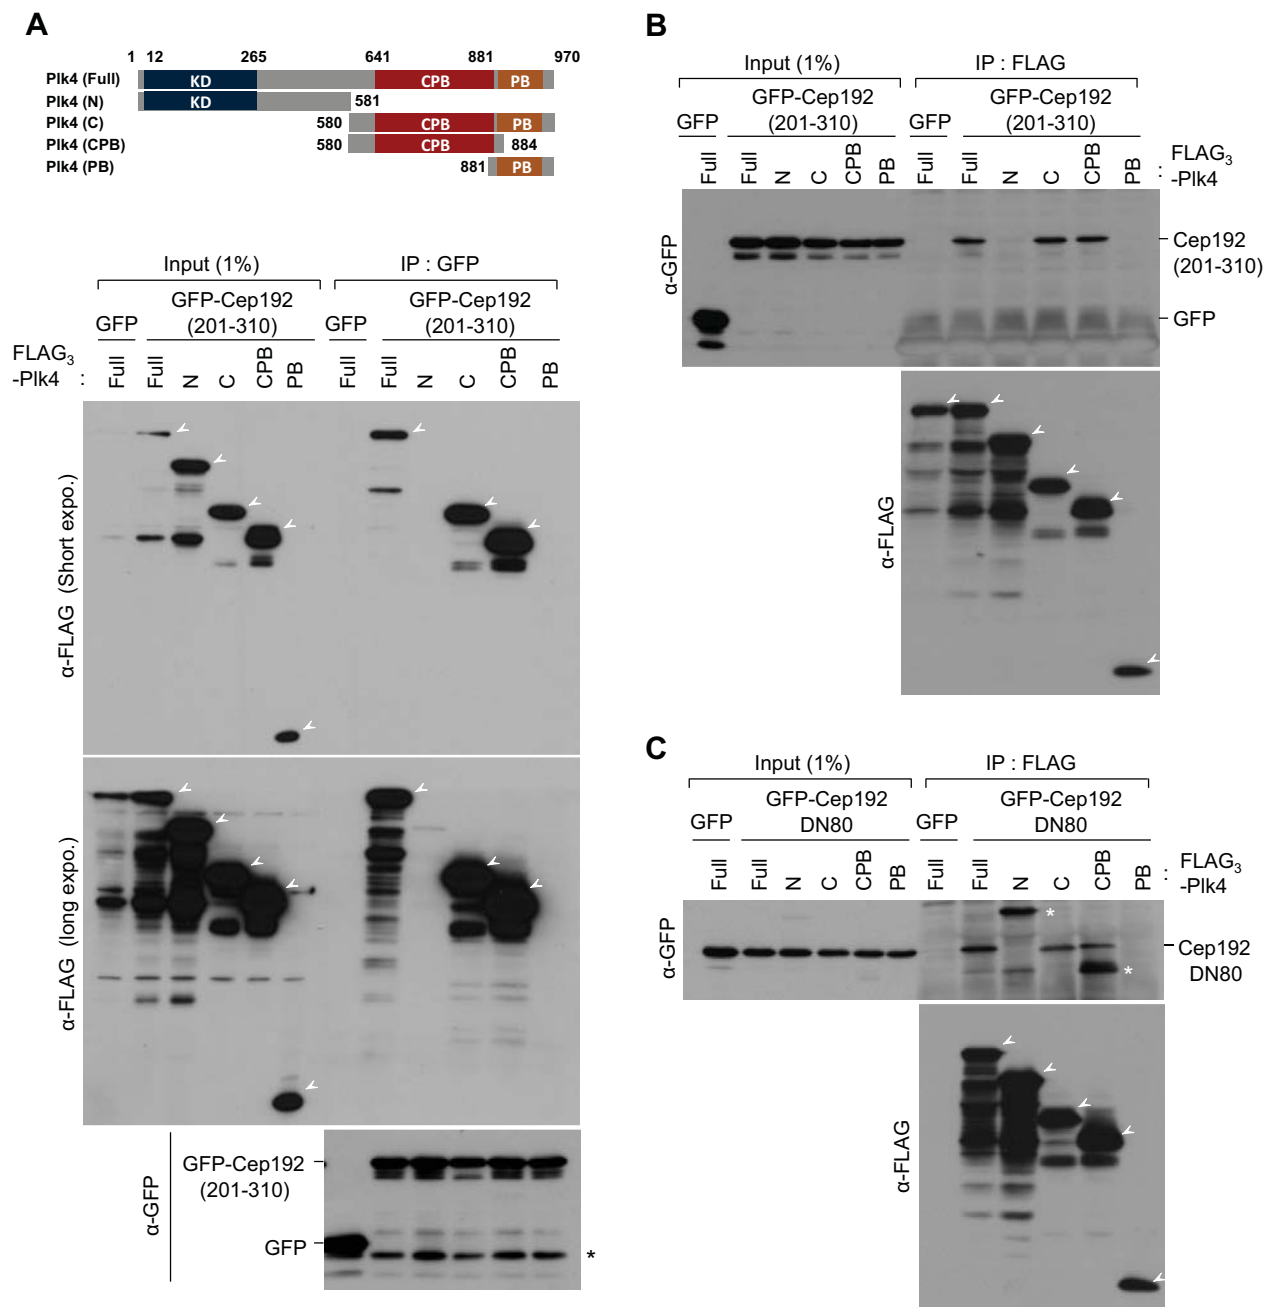 A
1 12 265 641 881 970
Plk4 (Full) KD CPB PB
Plk4 (N) KD 581
Plk4 (C) 580 CPB PB
Plk4 (CPB) 580 CPB 884
Plk4 (PB) 881 PB
Input (1%) IP : GFP
GFP-Cep192 GFP-Cep192
GFP (201-310) GFP (201-310)
FLAG3
-Plk4 : Full Full N C CPB PB Full Full N C CPB PB
α-FLAG (Short expo.)
α-FLAG (long expo.)
α-GFP
GFP-Cep192
(201-310)
GFP
*
B
Input (1%) IP : FLAG
GFP-Cep192 GFP-Cep192
GFP (201-310) GFP (201-310)
Full Full N C CPB PB Full Full N C CPB PB : FLAG3
-Plk4
α-GFP
Cep192
(201-310)
GFP
α-FLAG
C
Input (1%) IP : FLAG
GFP-Cep192 GFP-Cep192
GFP DN80 GFP DN80
Full Full N C CPB PB Full Full N C CPB PB : FLAG3
-Plk4
α-GFP
*
Cep192
DN80
*
α-FLAG